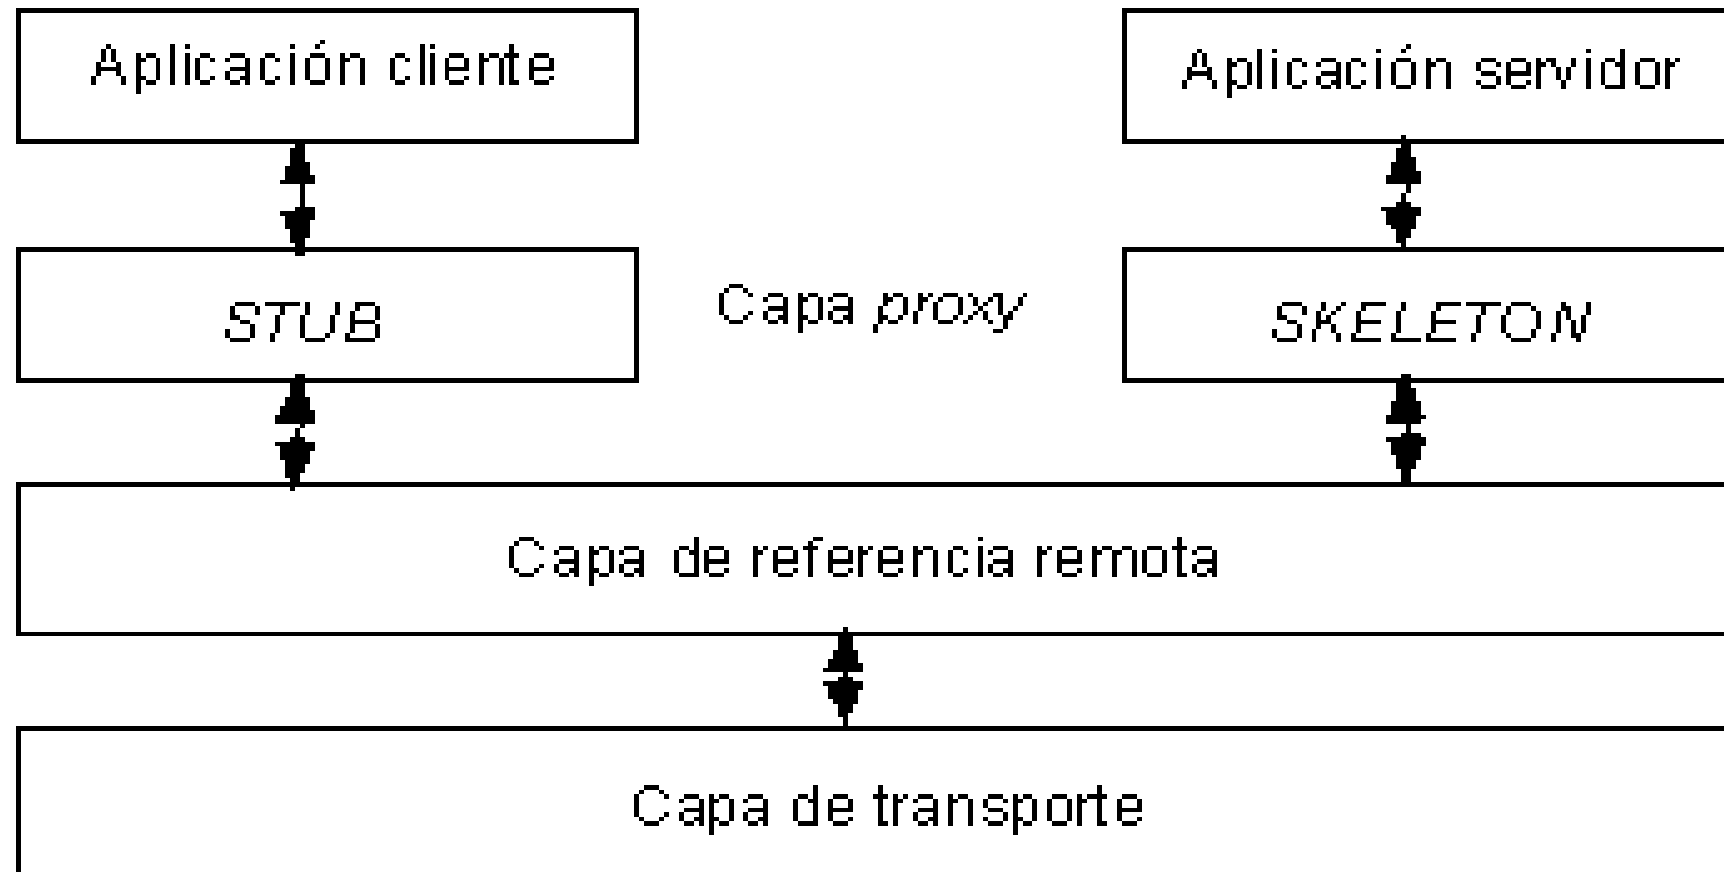 Aplicación cliente
Aplicación servidor
STUB
Capa proxy
SKELETON
Capa de referencia remota
Capa de transporte